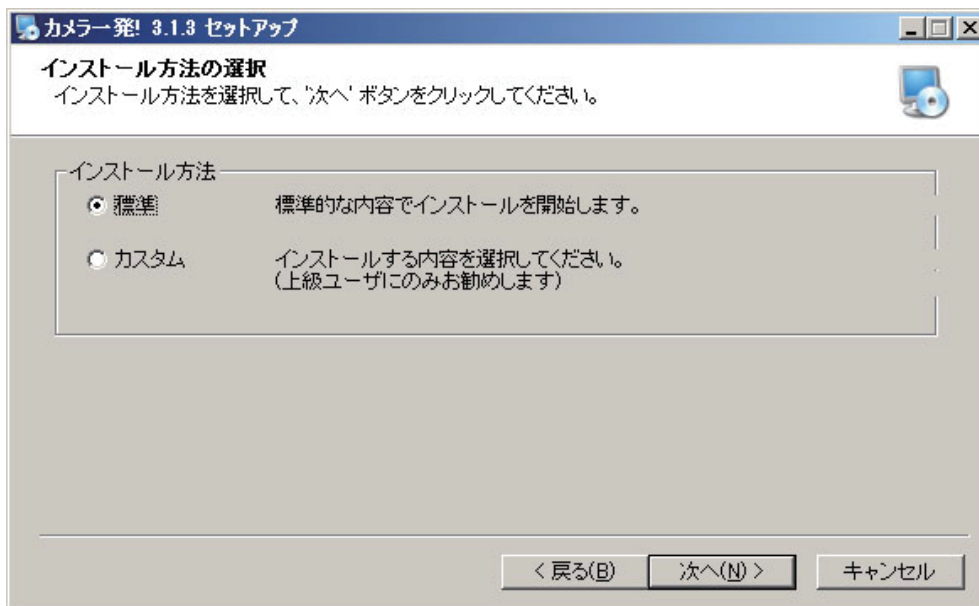 カメラ一発! 3.1.3 セットアップ
インストール方法の選択
インストール方法を選択して、'次へ' ボタンをクリックしてください。
インストール方法
標準 標準的な内容でインストールを開始します。
カスタム インストールする内容を選択してください。
(上級ユーザにのみお勧めします)
< 戻る(B) 次へ(N) > キャンセル